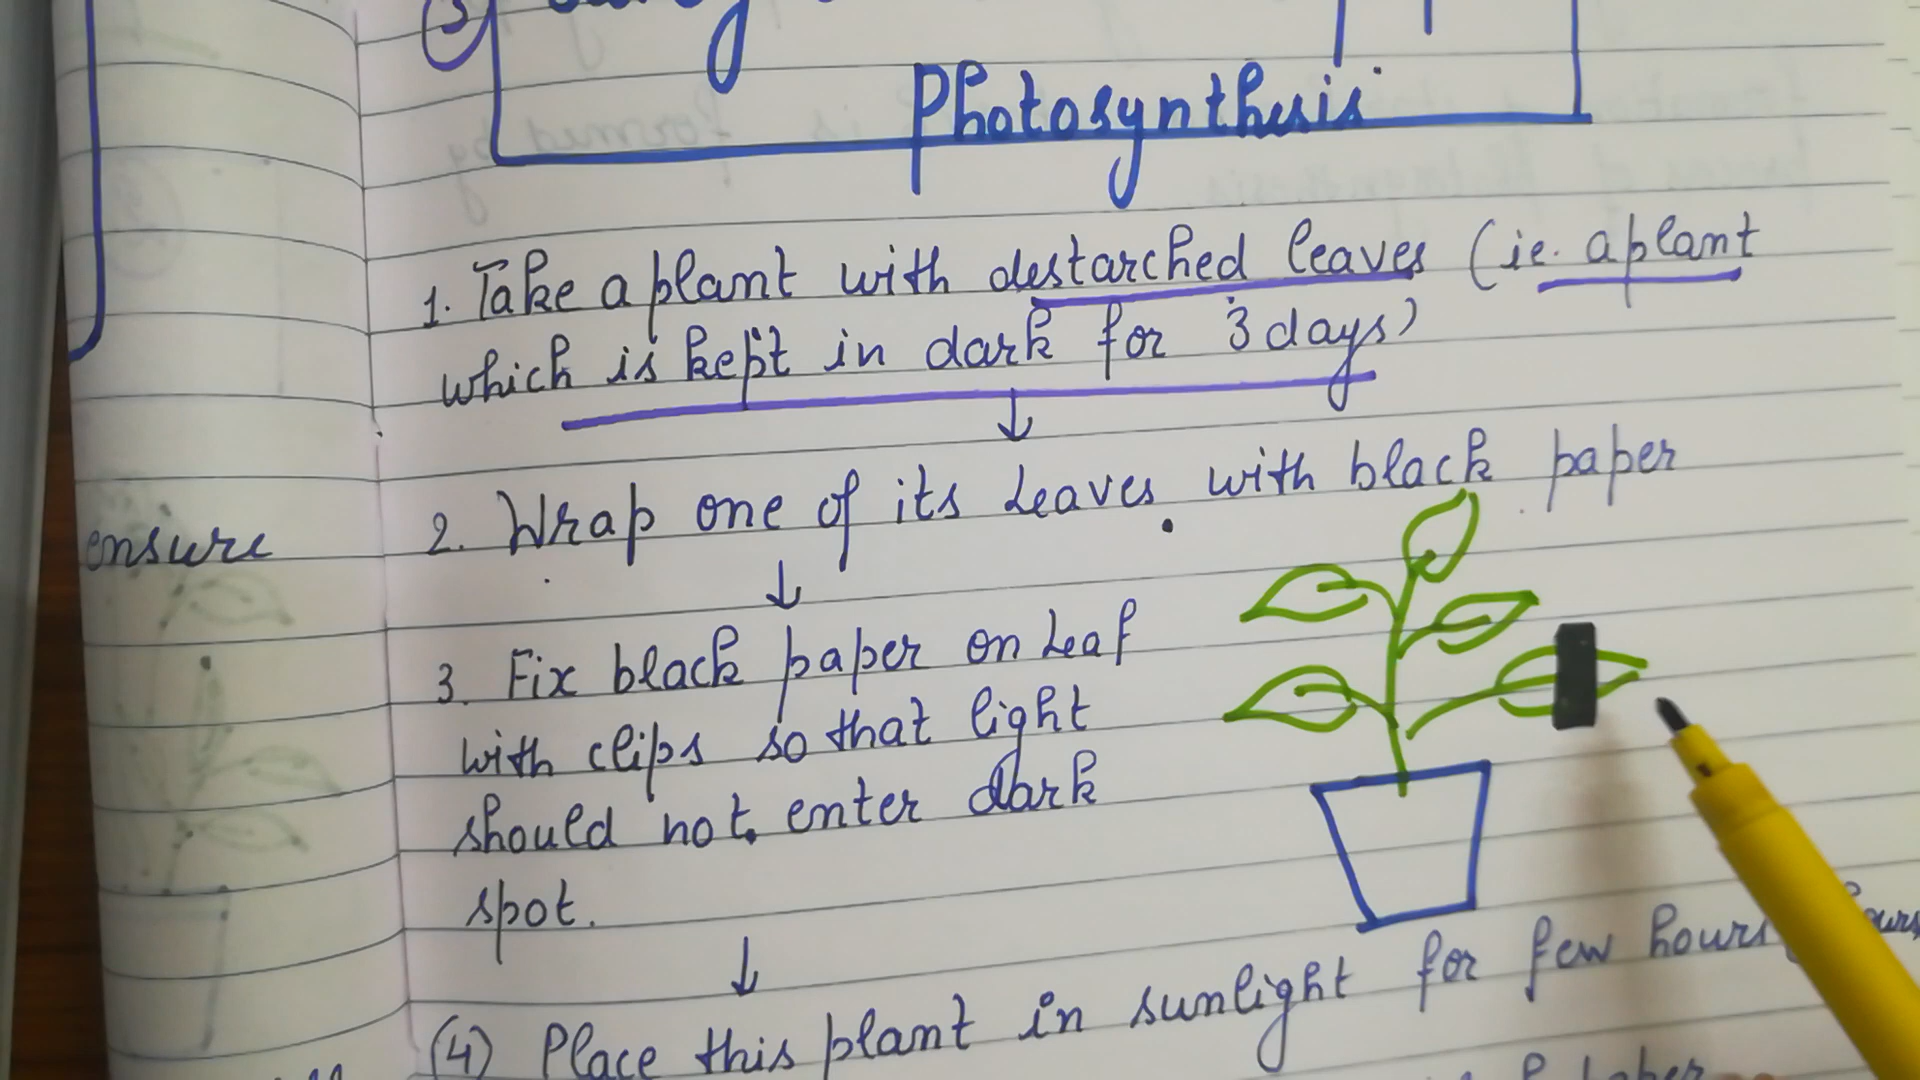 Photosynthesis
1. Take a plant with destarched leaves (ie. a plant
which is kept in dark for 3 days)
↓
2. Wrap one of its leaves with black paper
ensure
↓
3. Fix black paper on leaf
with clips so that light
should not enter dark
spot.
↓
(4) Place this plant in sunlight for few hours